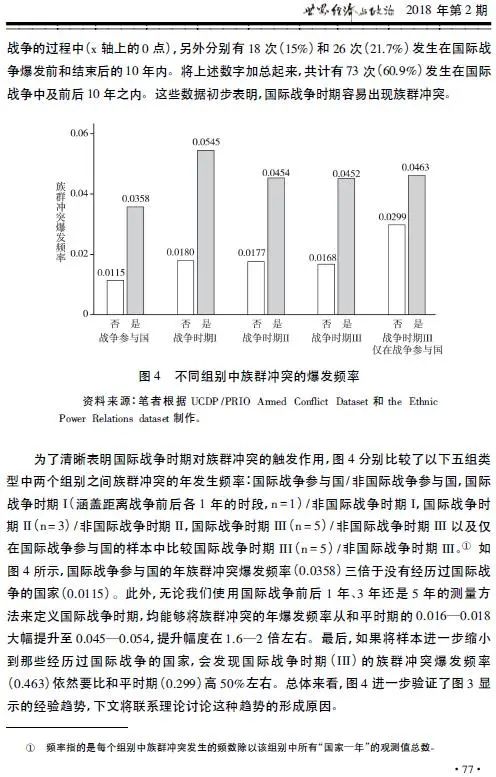 世界经济与政治 2018 年第 2 期
战争的过程中(x 轴上的 0 点),另外分别有 18 次(15%)和 26 次(21.7%)发生在国际战
争爆发前和结束后的 10 年内。将上述数字加总起来,共计有 73 次(60.9%)发生在国际
战争中及前后 10 年之内。这些数据初步表明,国际战争时期容易出现族群冲突。
族群冲突爆发频率
0.06
0.04
0.02
0
0.0115
0.0358
0.0180
0.0545
0.0177
0.0454
0.0168
0.0452
0.0299
0.0463
否 是 否 是 否 是 否 是 否 是
战争参与国 战争时期I 战争时期II 战争时期III 战争时期III
仅在战争参与国
图 4 不同组别中族群冲突的爆发频率
资料来源:笔者根据 UCDP/PRIO Armed Conflict Dataset 和 the Ethnic
Power Relations dataset 制作。
为了清晰表明国际战争时期对族群冲突的触发作用,图 4 分别比较了以下五组类
型中两个组别之间族群冲突的年发生频率:国际战争参与国/非国际战争参与国,国际
战争时期 I(涵盖距离战争前后各 1 年的时段,n=1)/非国际战争时期 I,国际战争时
期 II(n=3)/非国际战争时期 II,国际战争时期 III(n=5)/非国际战争时期 III 以及仅
在国际战争参与国的样本中比较国际战争时期 III(n=5)/非国际战争时期 III。① 如
图 4 所示,国际战争参与国的年族群冲突爆发频率(0.0358)三倍于没有经历过国际战
争的国家(0.0115)。此外,无论我们使用国际战争前后 1 年、3 年还是 5 年的测量方
法来定义国际战争时期,均能够将族群冲突的年爆发频率从和平时期的 0.016—0.018
大幅提升至 0.045—0.054,提升幅度在 1.6—2 倍左右。最后,如果将样本进一步缩小
到那些经历过国际战争的国家,会发现国际战争时期(III)的族群冲突爆发频率
(0.463)依然要比和平时期(0.299)高 50%左右。总体来看,图 4 进一步验证了图 3 显
示的经验趋势,下文将联系理论讨论这种趋势的形成原因。
① 频率指的是每个组别中族群冲突发生的频数除以该组别中所有“国家—年”的观测值总数。
·77·